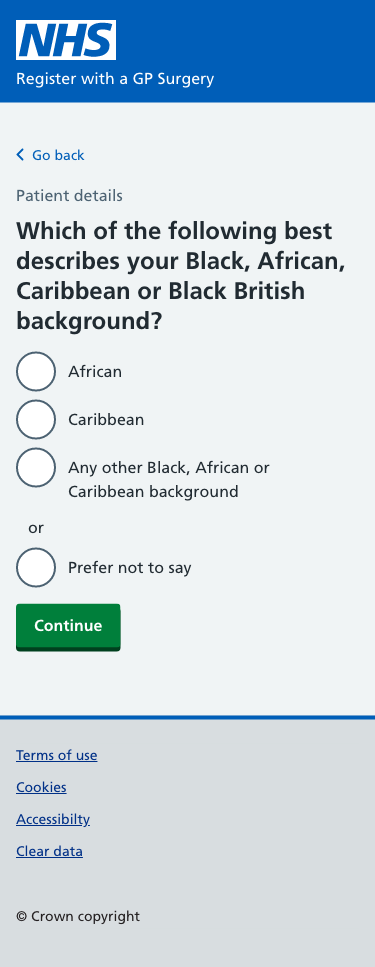 NHS
Register with a GP Surgery
Go back
Patient details
Which of the following best
describes your Black, African,
Caribbean or Black British
background?
African
Caribbean
Any other Black, African or
Caribbean background
or
Prefer not to say
Continue
Terms of use
Cookies
Accessibilty
Clear data
© Crown copyright